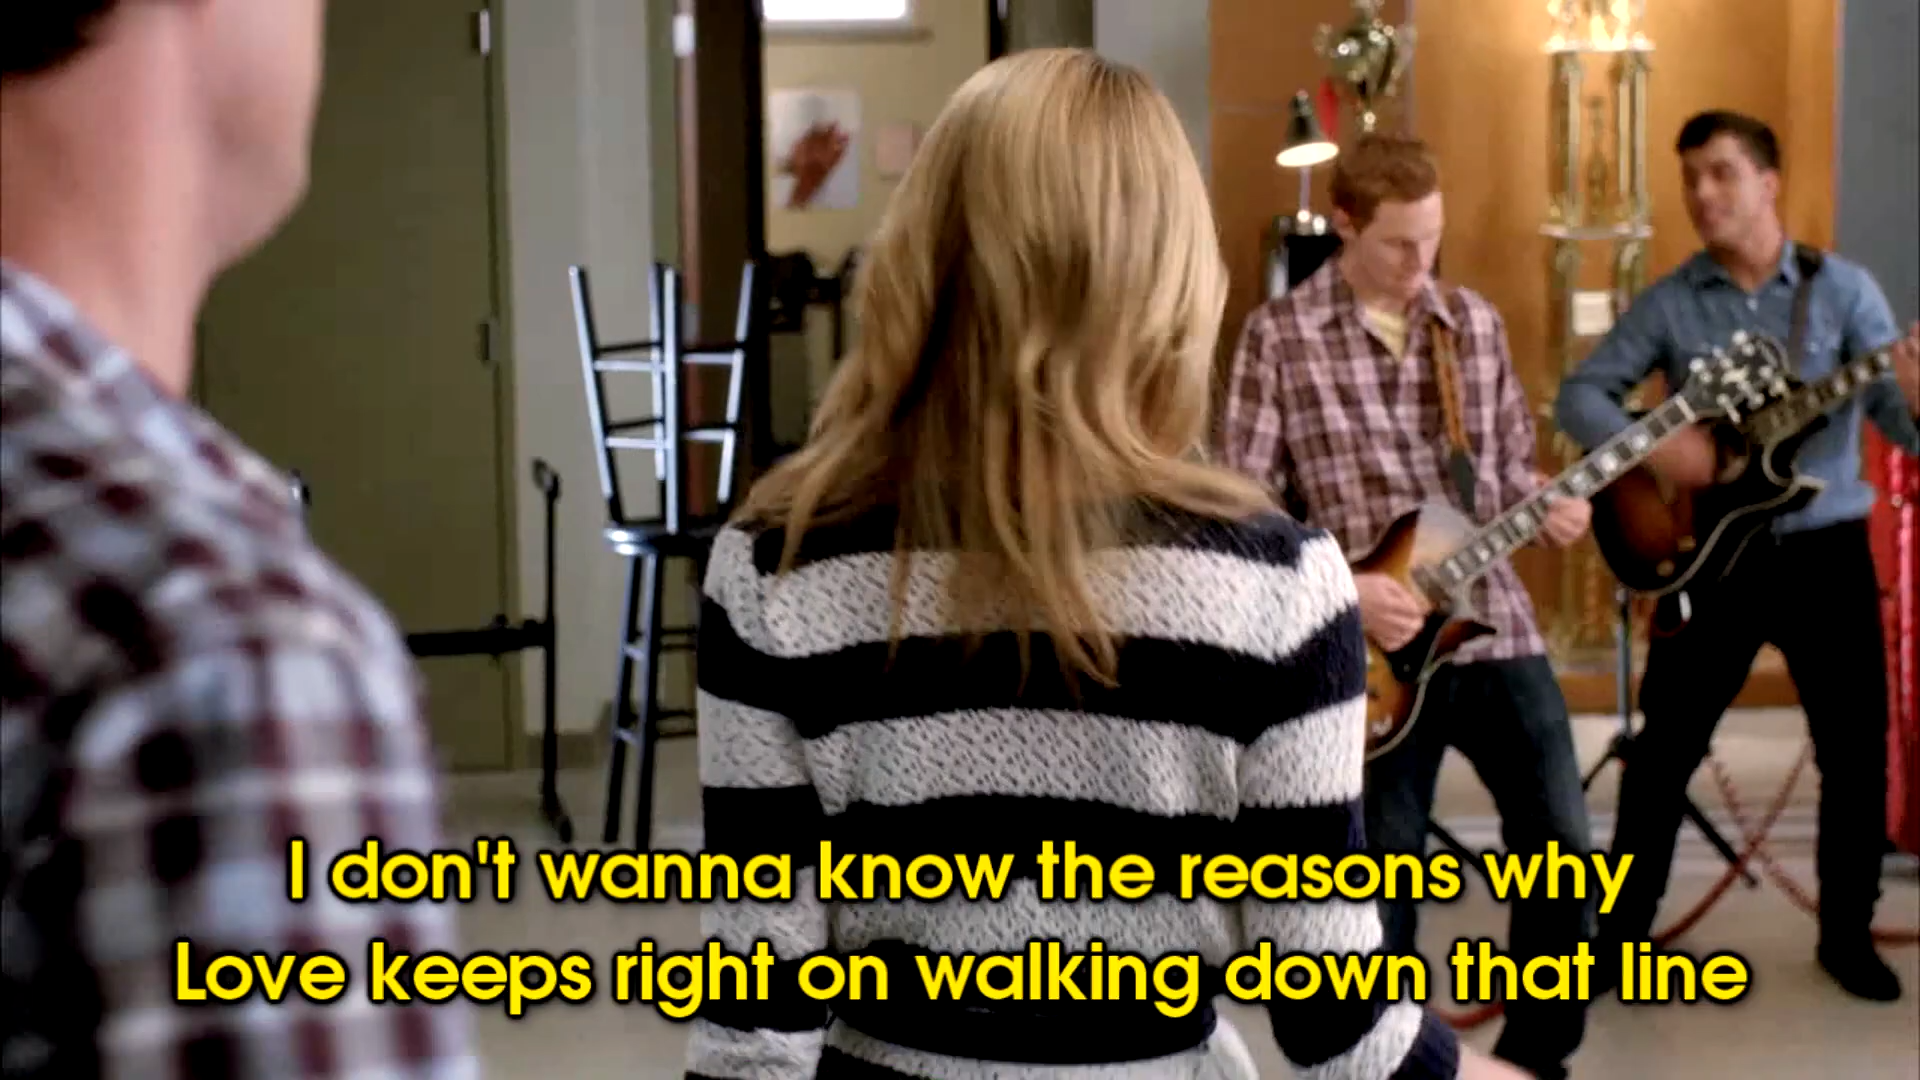 I don't wanna know the reasons why
Love keeps right on walking down that line